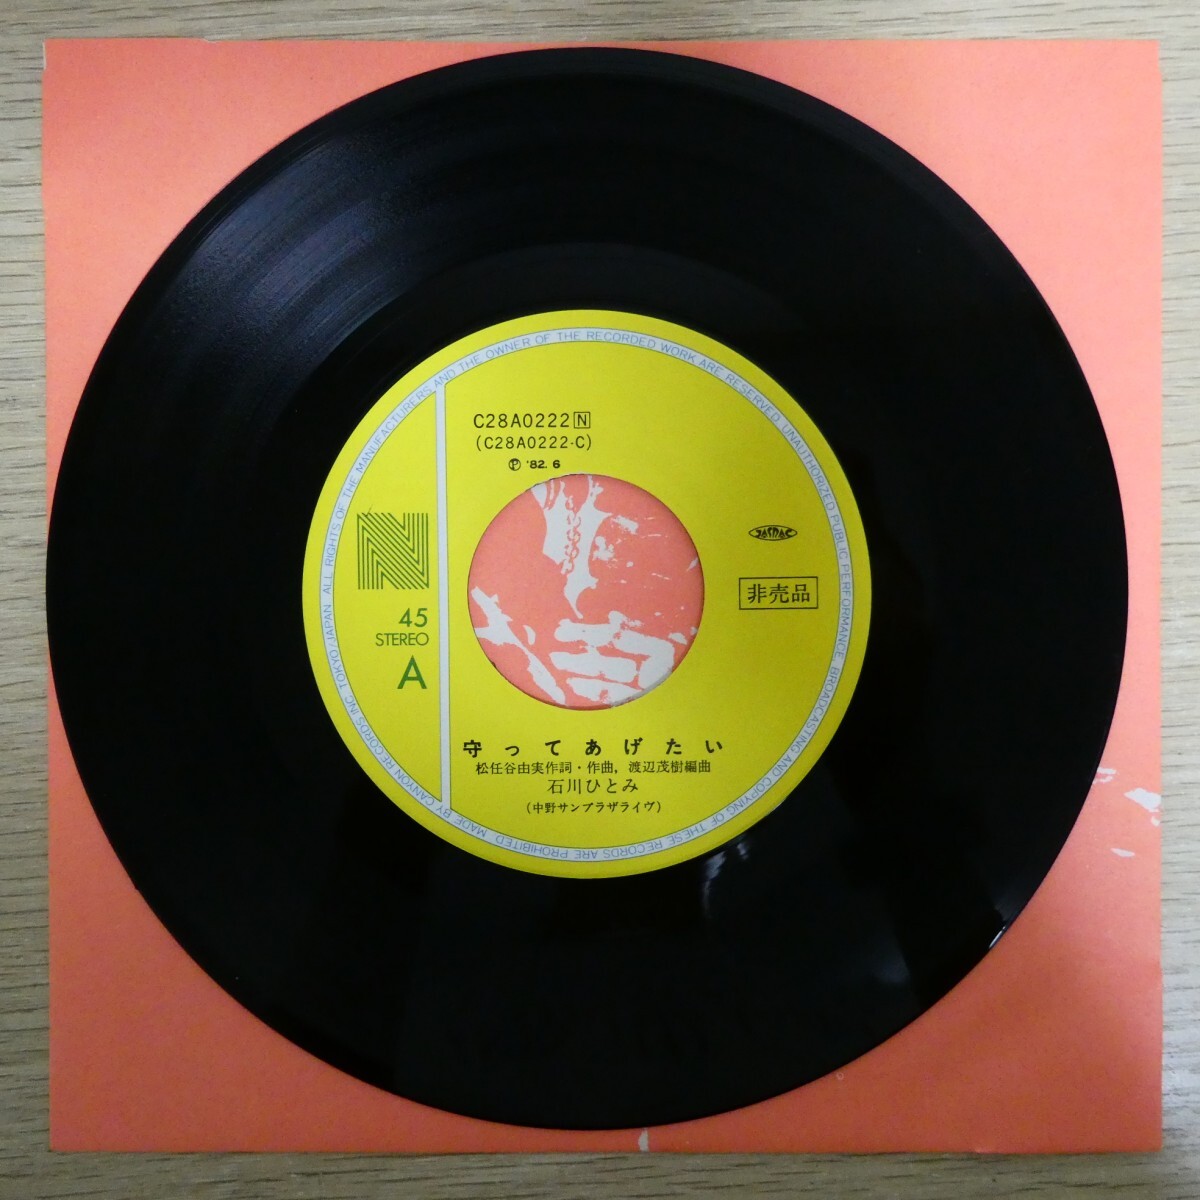 C28A0222 N
(C28A0222-C)
Ⓟ '82. 6
N
45
STEREO
A
JASRAC
非売品
守ってあげたい
松任谷由実作詞・作曲, 渡辺茂樹編曲
石川ひとみ
(中野サンプラザライヴ)
MADE BY CANYON RECORDS INC. TOKYO/JAPAN ALL RIGHTS OF THE MANUFACTURERS AND THE OWNER OF THE RECORDED WORK ARE RESERVED. UNAUTHORIZED PUBLIC PERFORMANCE, BROADCASTING AND COPYING OF THESE RECORDS ARE PROHIBITED